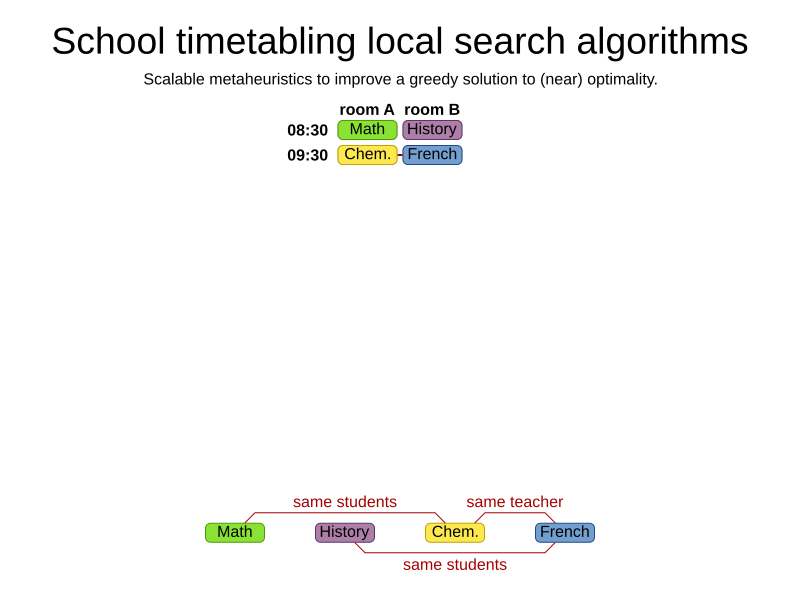 School timetabling local search algorithms
Scalable metaheuristics to improve a greedy solution to (near) optimality.
room A room B
08:30 Math History
09:30 Chem. French
same students same teacher
Math History Chem. French
same students